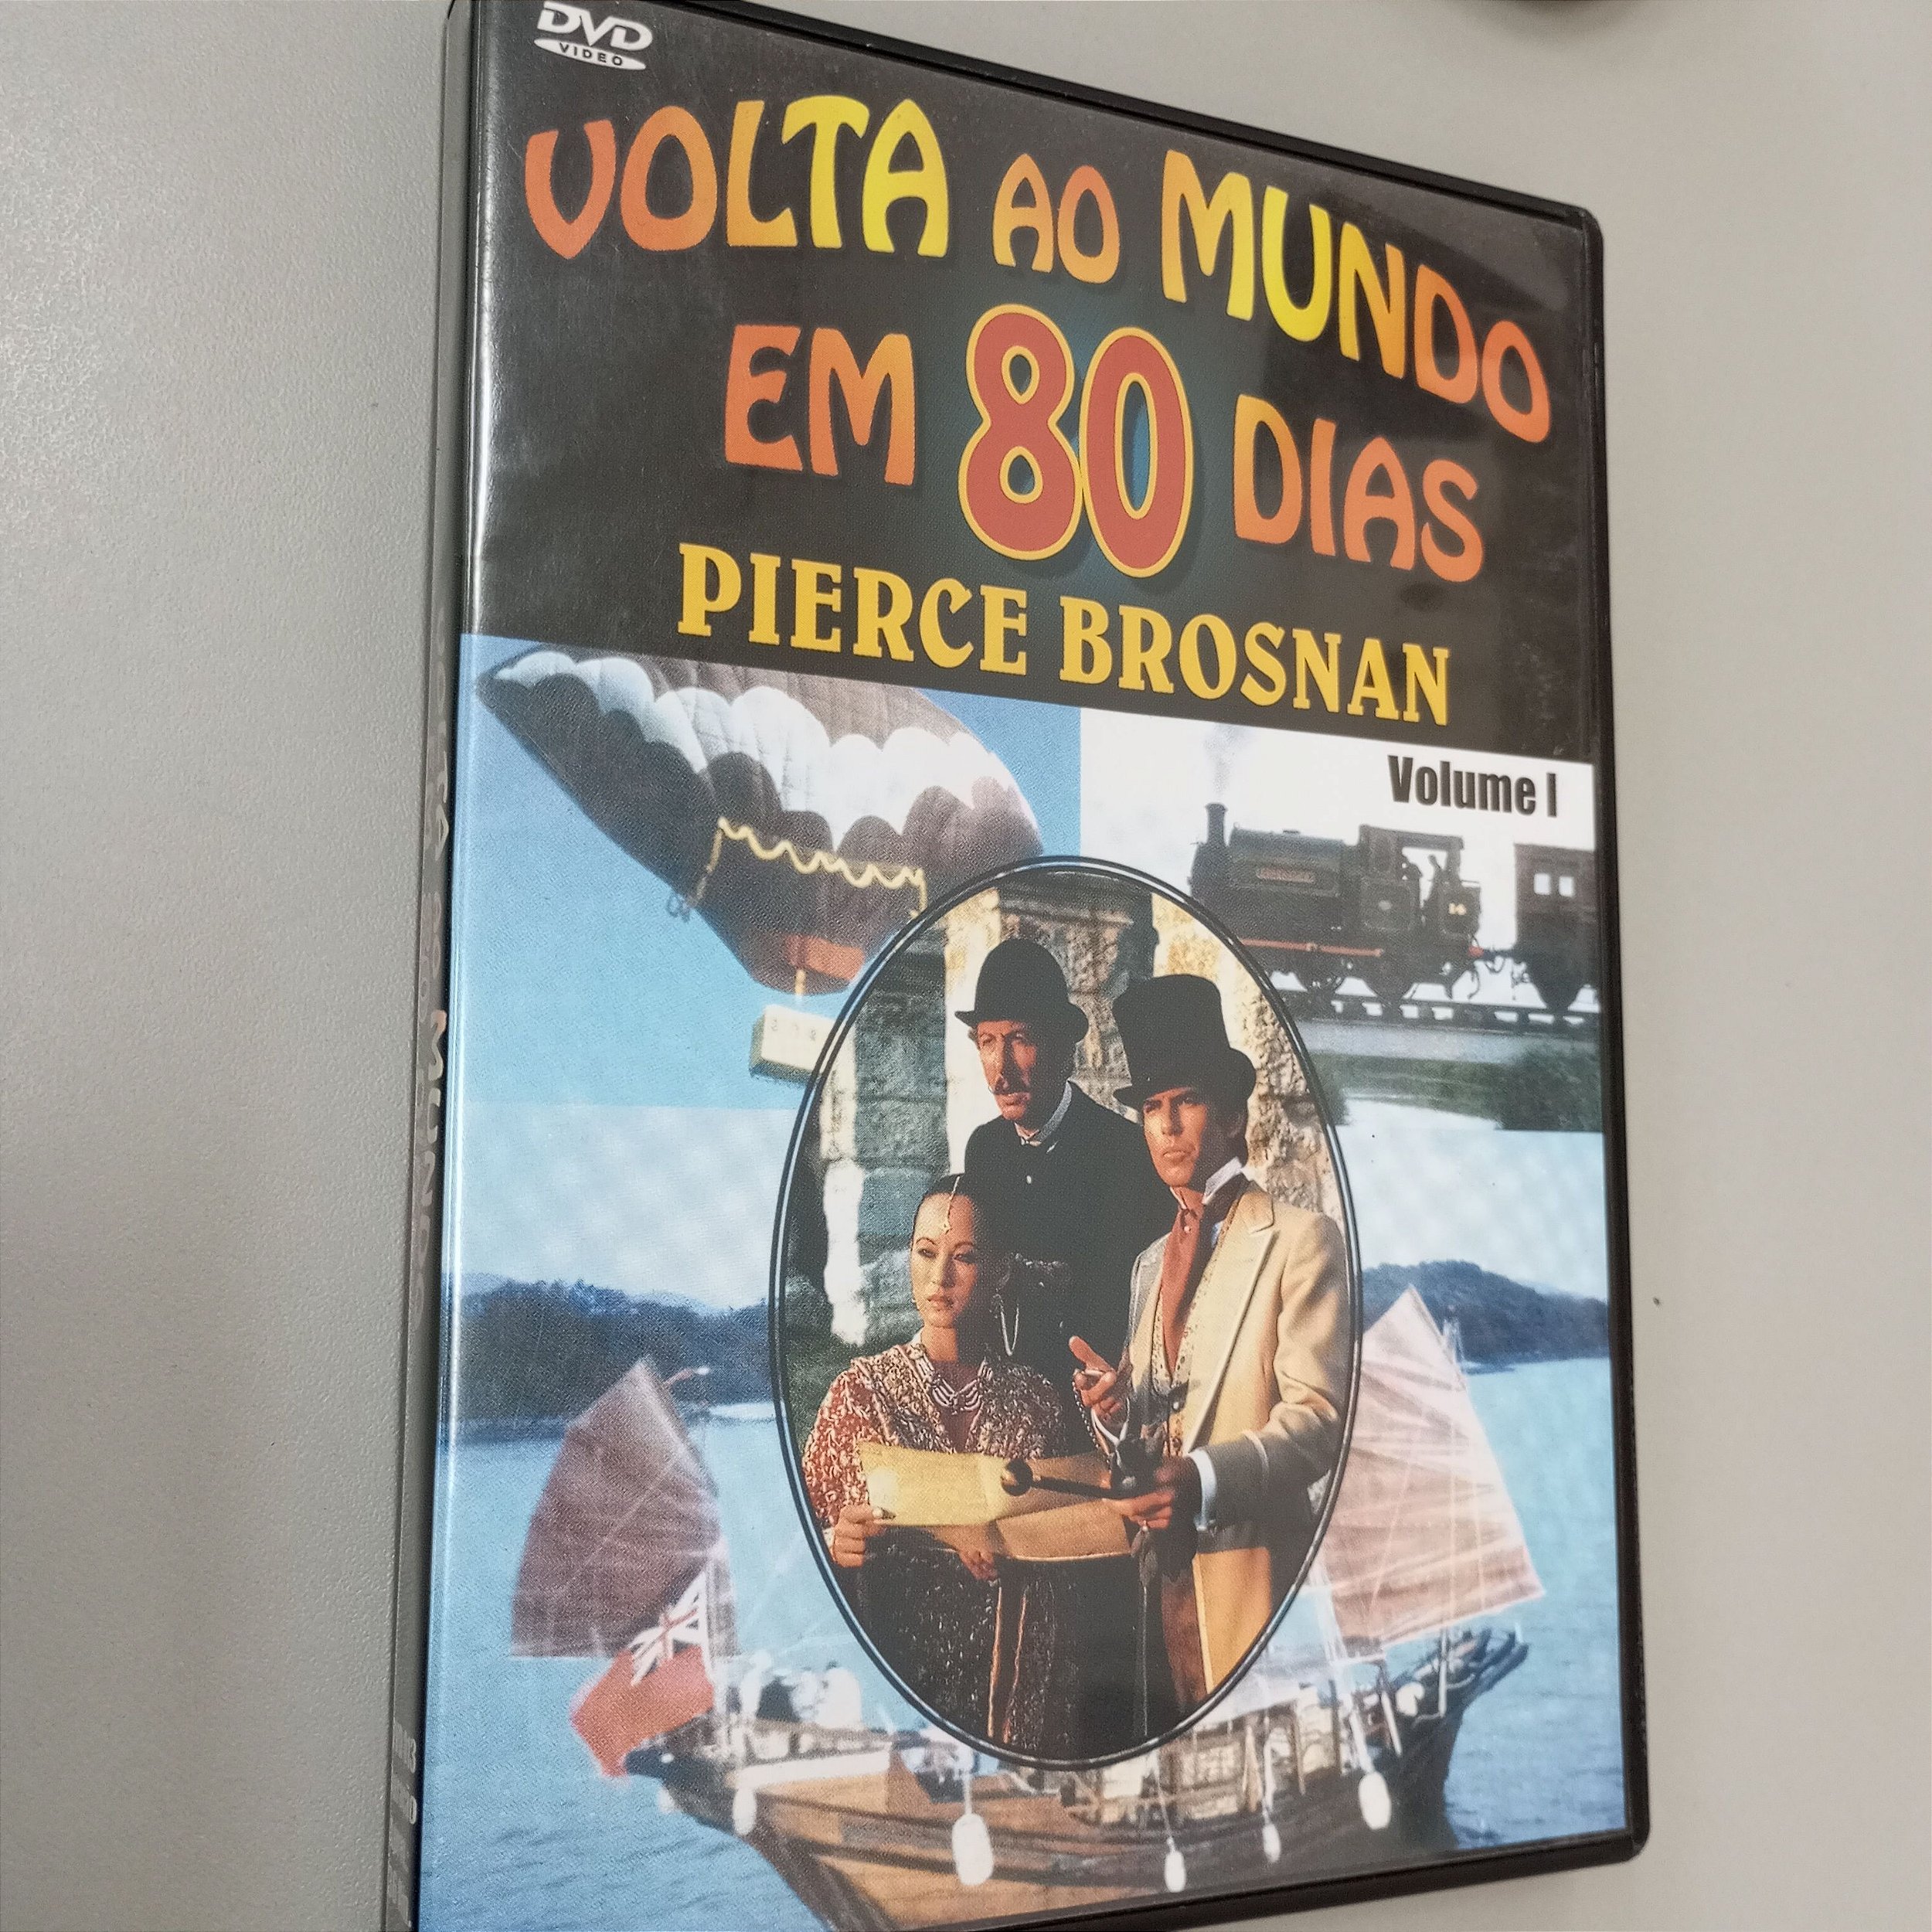 DVD
VIDEO
VOLTA AO MUNDO
EM 80 DIAS
PIERCE BROSNAN
Volume I